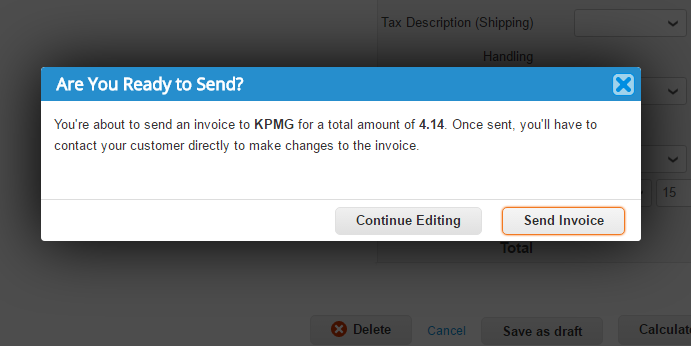 Tax Description (Shipping)
Handling
Are You Ready to Send?
You're about to send an invoice to KPMG for a total amount of 4.14. Once sent, you'll have to
contact your customer directly to make changes to the invoice.
15
Continue Editing
Send Invoice
Total
Delete
Cancel
Save as draft